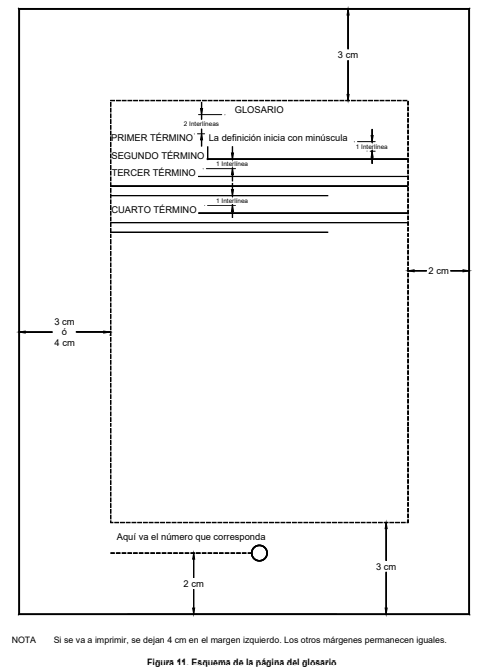 3 cm
GLOSARIO
2 Interlíneas
PRIMER TÉRMINO La definición inicia con minúscula
1 Interlínea
SEGUNDO TÉRMINO
1 Interlínea
TERCER TÉRMINO
1 Interlínea
CUARTO TÉRMINO
2 cm
3 cm
ó
4 cm
Aquí va el número que corresponda
3 cm
2 cm
NOTA Si se va a imprimir, se dejan 4 cm en el margen izquierdo. Los otros márgenes permanecen iguales.
Figura 11. Esquema de la página del glosario